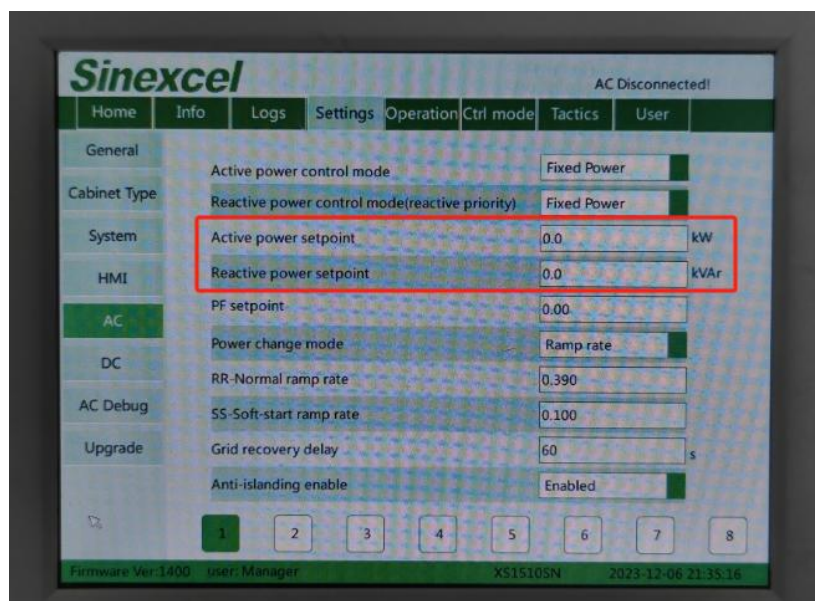 Sinexcel
AC Disconnected!
Home Info Logs Settings Operation Ctrl mode Tactics User
General
Cabinet Type
System
HMI
AC
DC
AC Debug
Upgrade
Active power control mode Fixed Power
Reactive power control mode(reactive priority) Fixed Power
Active power setpoint 0.0 kW
Reactive power setpoint 0.0 kVAr
PF setpoint 0.00
Power change mode Ramp rate
RR-Normal ramp rate 0.390
SS-Soft-start ramp rate 0.100
Grid recovery delay 60 s
Anti-islanding enable Enabled
1 2 3 4 5 6 7 8
Firmware Ver:1400 user: Manager XS1510SN 2023-12-06 21:35:16